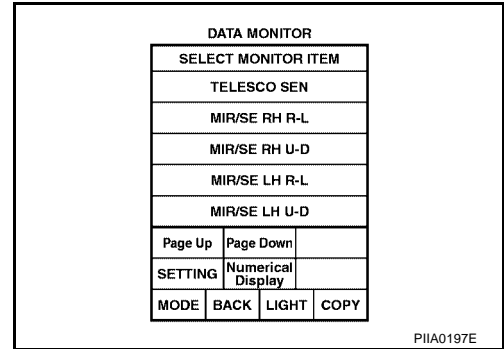 DATA MONITOR
SELECT MONITOR ITEM
TELESCO SEN
MIR/SE RH R-L
MIR/SE RH U-D
MIR/SE LH R-L
MIR/SE LH U-D
Page Up Page Down
SETTING Numerical Display
MODE BACK LIGHT COPY
PIIA0197E